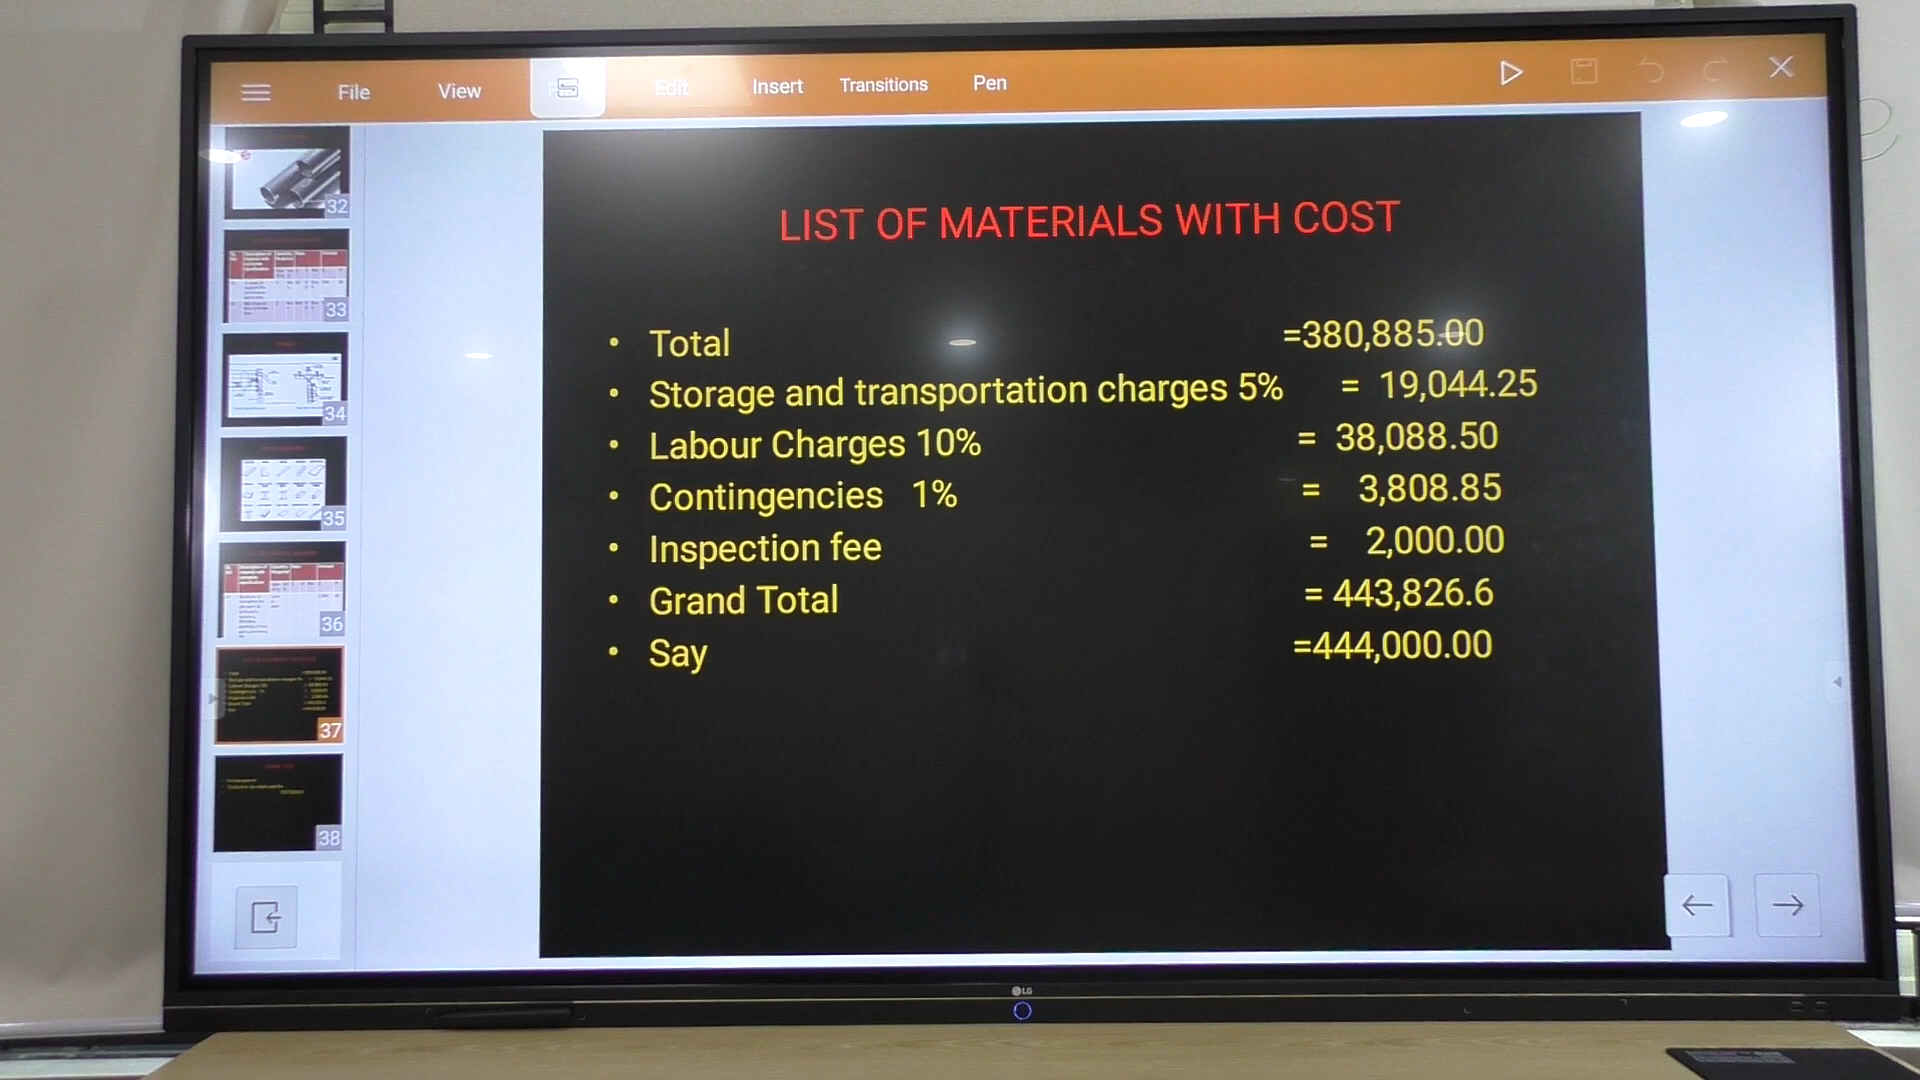 File View Edit Insert Transitions Pen
32
33
34
35
36
37
38
LIST OF MATERIALS WITH COST
• Total =380,885.00
• Storage and transportation charges 5% = 19,044.25
• Labour Charges 10% = 38,088.50
• Contingencies 1% = 3,808.85
• Inspection fee = 2,000.00
• Grand Total = 443,826.6
• Say =444,000.00
LG